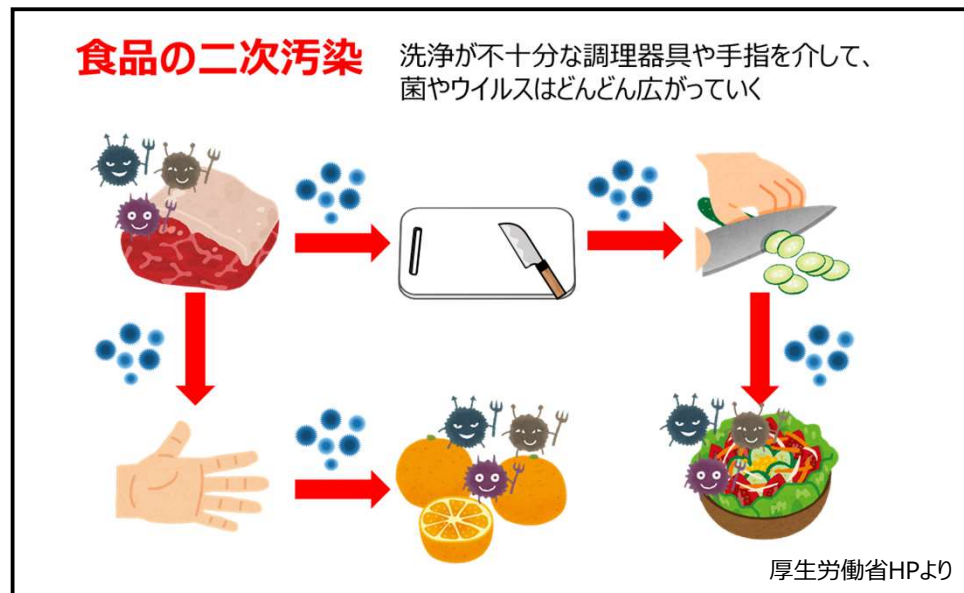 食品の二次汚染
洗浄が不十分な調理器具や手指を介して、
菌やウイルスはどんどん広がっていく
厚生労働省HPより